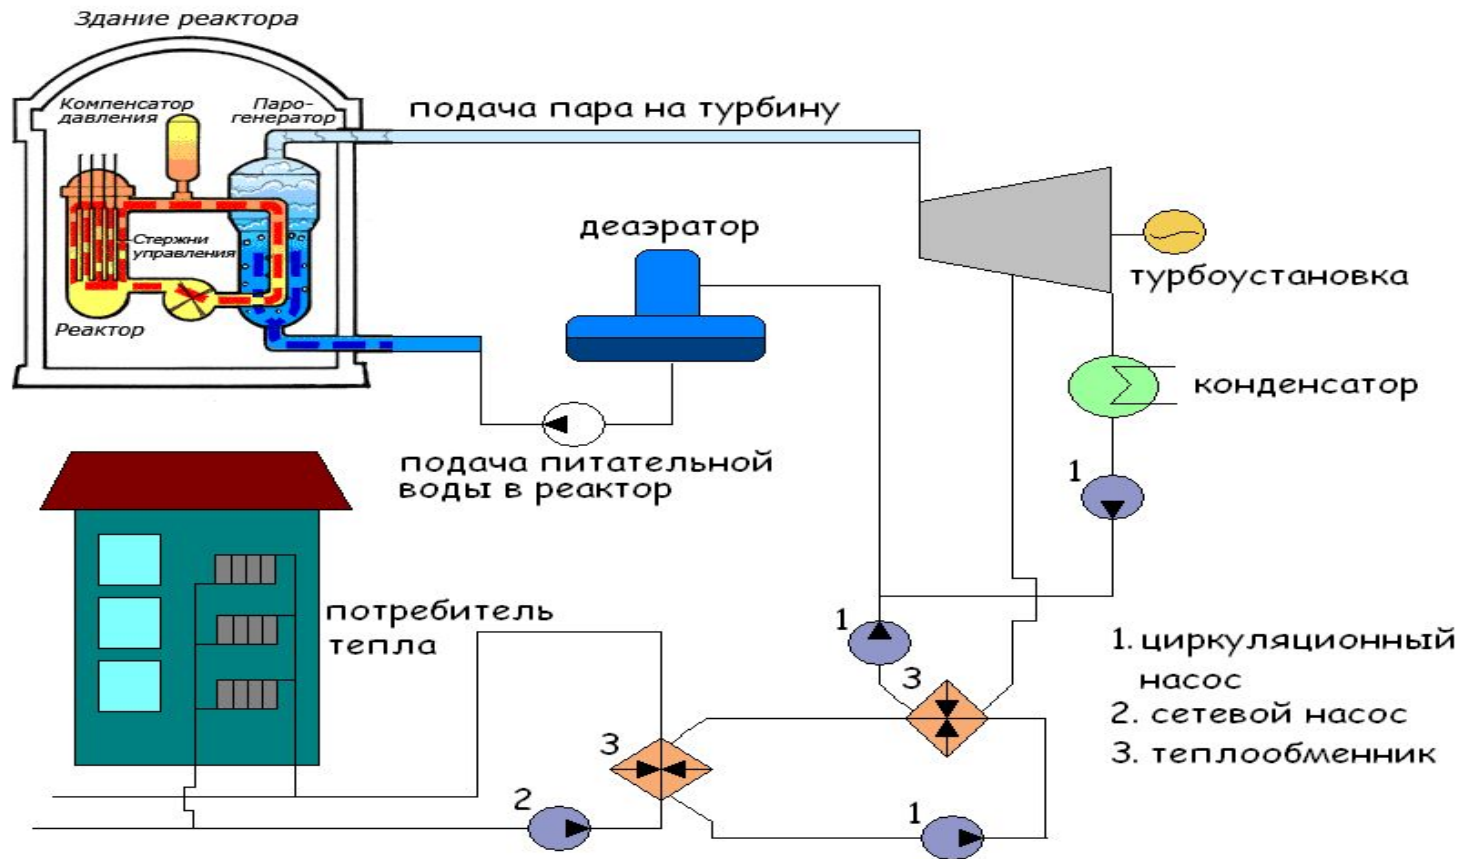 Здание реактора
Компенсатор
давления
Паро-
генератор
подача пара на турбину
Стержни
управления
Реактор
деаэратор
турбоустановка
конденсатор
подача питательной
воды в реактор
1
потребитель
тепла
1
3
3
2
1
1. циркуляционный
насос
2. сетевой насос
3. теплообменник